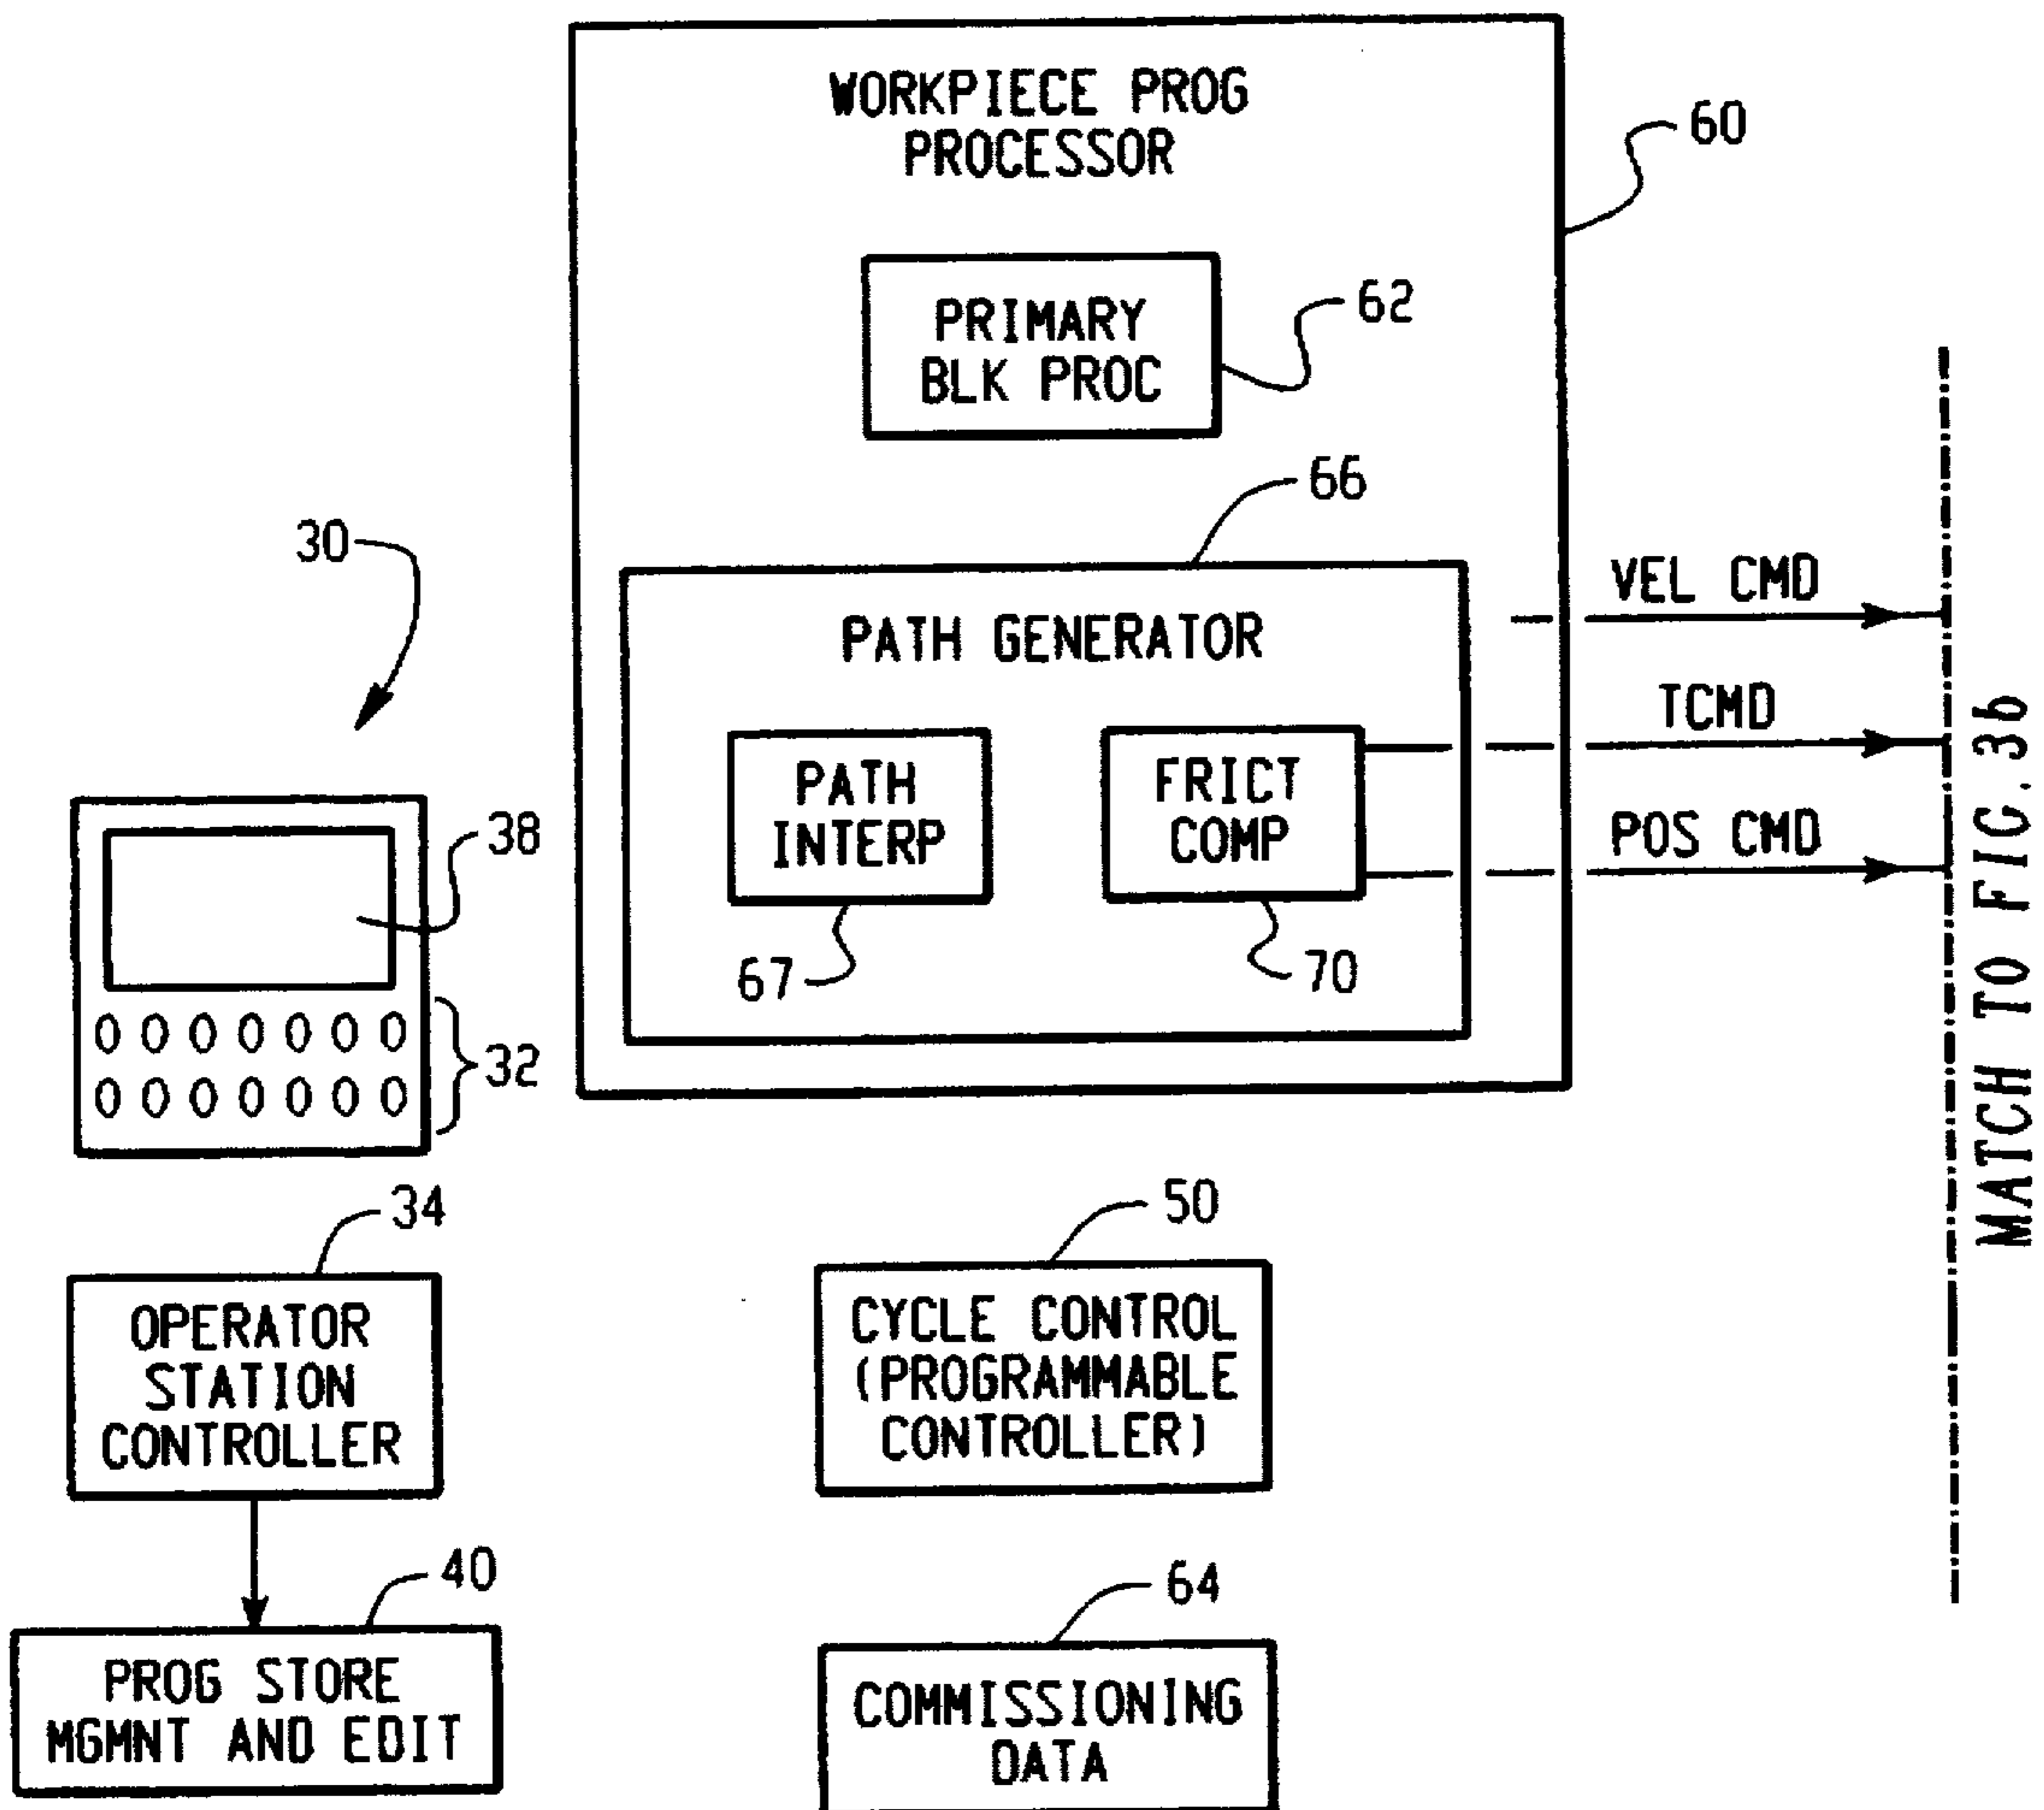 WORKPIECE PROG
PROCESSOR
60
PRIMARY
BLK PROC
62
66
30
PATH GENERATOR
VEL CMD
TCMD
POS CMD
PATH
INTERP
FRICT
COMP
67
70
38
32
MATCH TO FIG.3b
34
OPERATOR
STATION
CONTROLLER
50
CYCLE CONTROL
(PROGRAMMABLE
CONTROLLER)
40
PROG STORE
MGMNT AND EDIT
64
COMMISSIONING
DATA